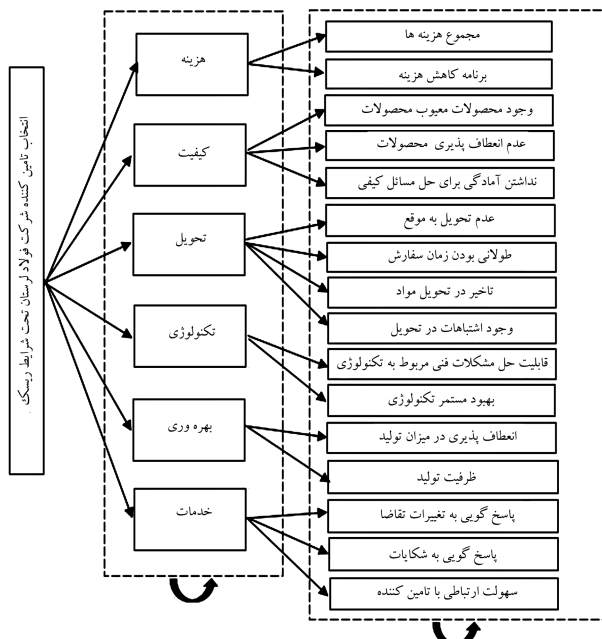 انتخاب تامین کننده شرکت فولاد لرستان تحت شرایط ریسک .
هزینه
کیفیت
تحویل
تکنولوژی
بهره وری
خدمات
مجموع هزینه ها
برنامه کاهش هزینه
وجود محصولات معیوب محصولات
عدم انعطاف پذیری محصولات
نداشتن آمادگی برای حل مسائل کیفی
عدم تحویل به موقع
طولانی بودن زمان سفارش
تاخیر در تحویل مواد
وجود اشتباهات در تحویل
قابلیت حل مشکلات فنی مربوط به تکنولوژی
بهبود مستمر تکنولوژی
انعطاف پذیری در میزان تولید
ظرفیت تولید
پاسخ گویی به تغییرات تقاضا
پاسخ گویی به شکایات
سهولت ارتباطی با تامین کننده